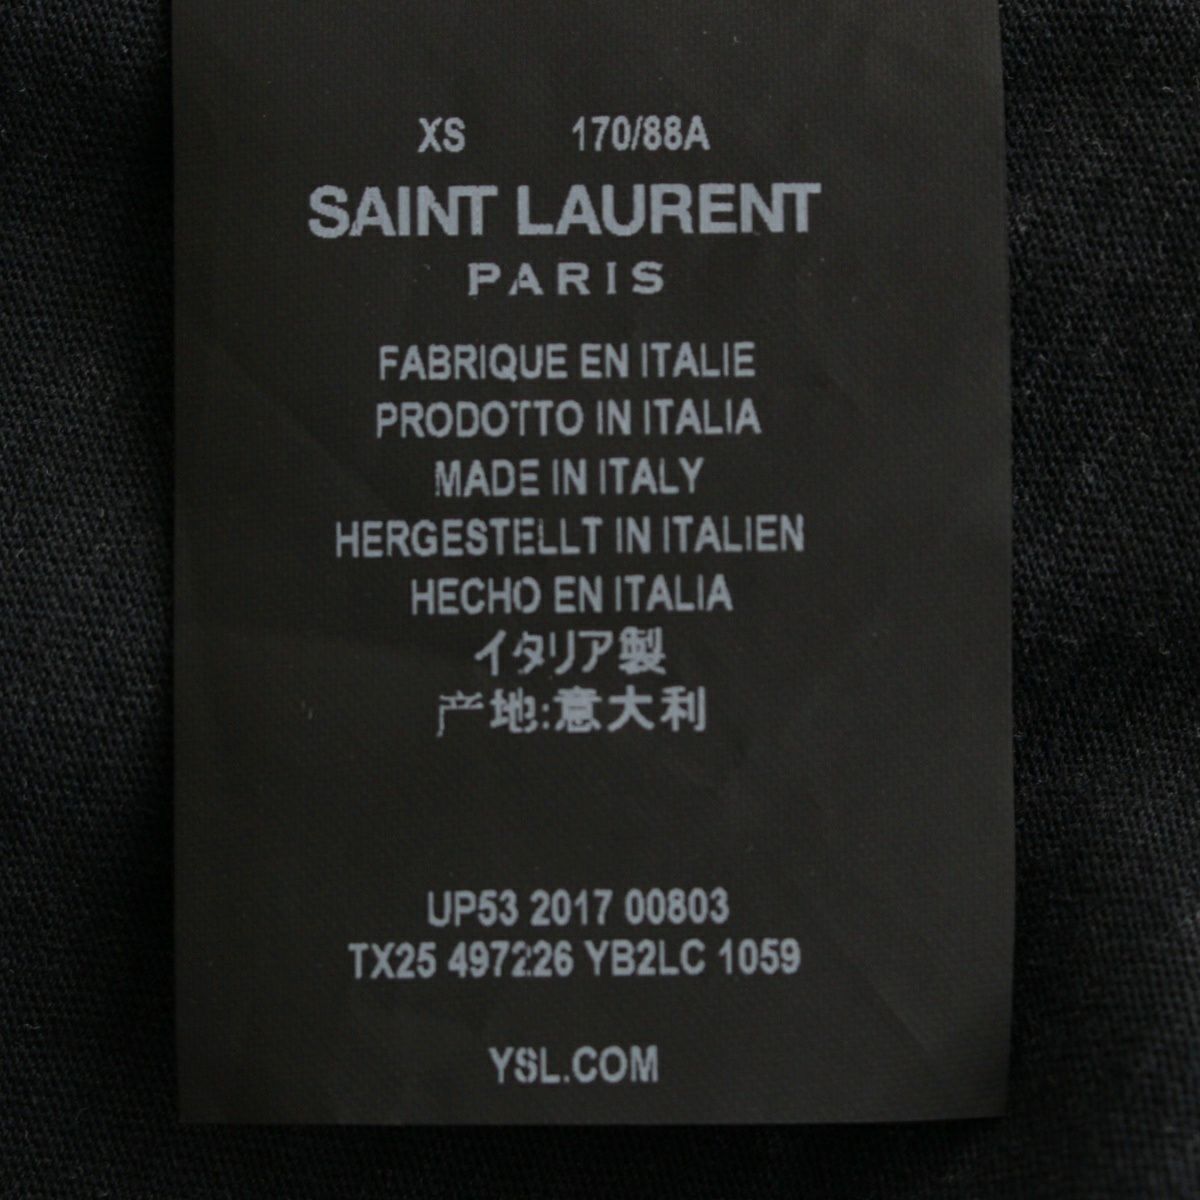 XS 170/88A
SAINT LAURENT
PARIS
FABRIQUE EN ITALIE
PRODOTTO IN ITALIA
MADE IN ITALY
HERGESTELLT IN ITALIEN
HECHO EN ITALIA
イタリア製
产地:意大利
UP53 2017 00803
TX25 497226 YB2LC 1059
YSL.COM